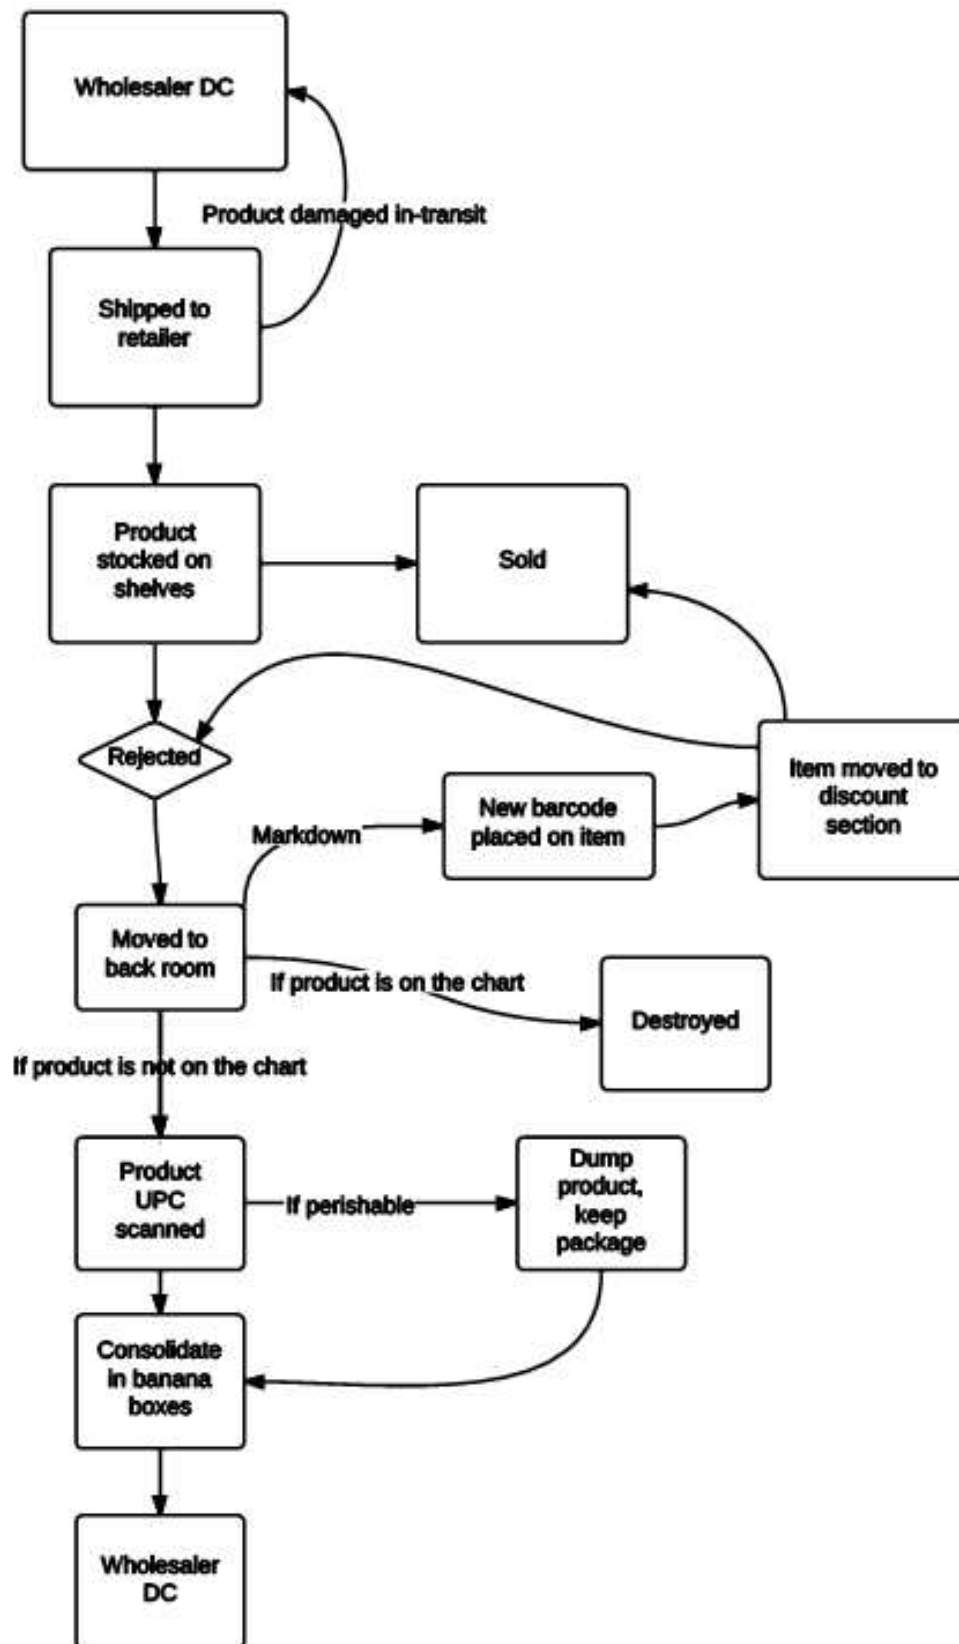 Wholesaler DC
Product damaged in-transit
Shipped to
retailer
Product
stocked on
shelves
Sold
Rejected
Item moved to
discount
section
New barcode
placed on item
Markdown
Moved to
back room
If product is on the chart
Destroyed
If product is not on the chart
Product
UPC
scanned
If perishable
Dump
product,
keep
package
Consolidate
in banana
boxes
Wholesaler
DC